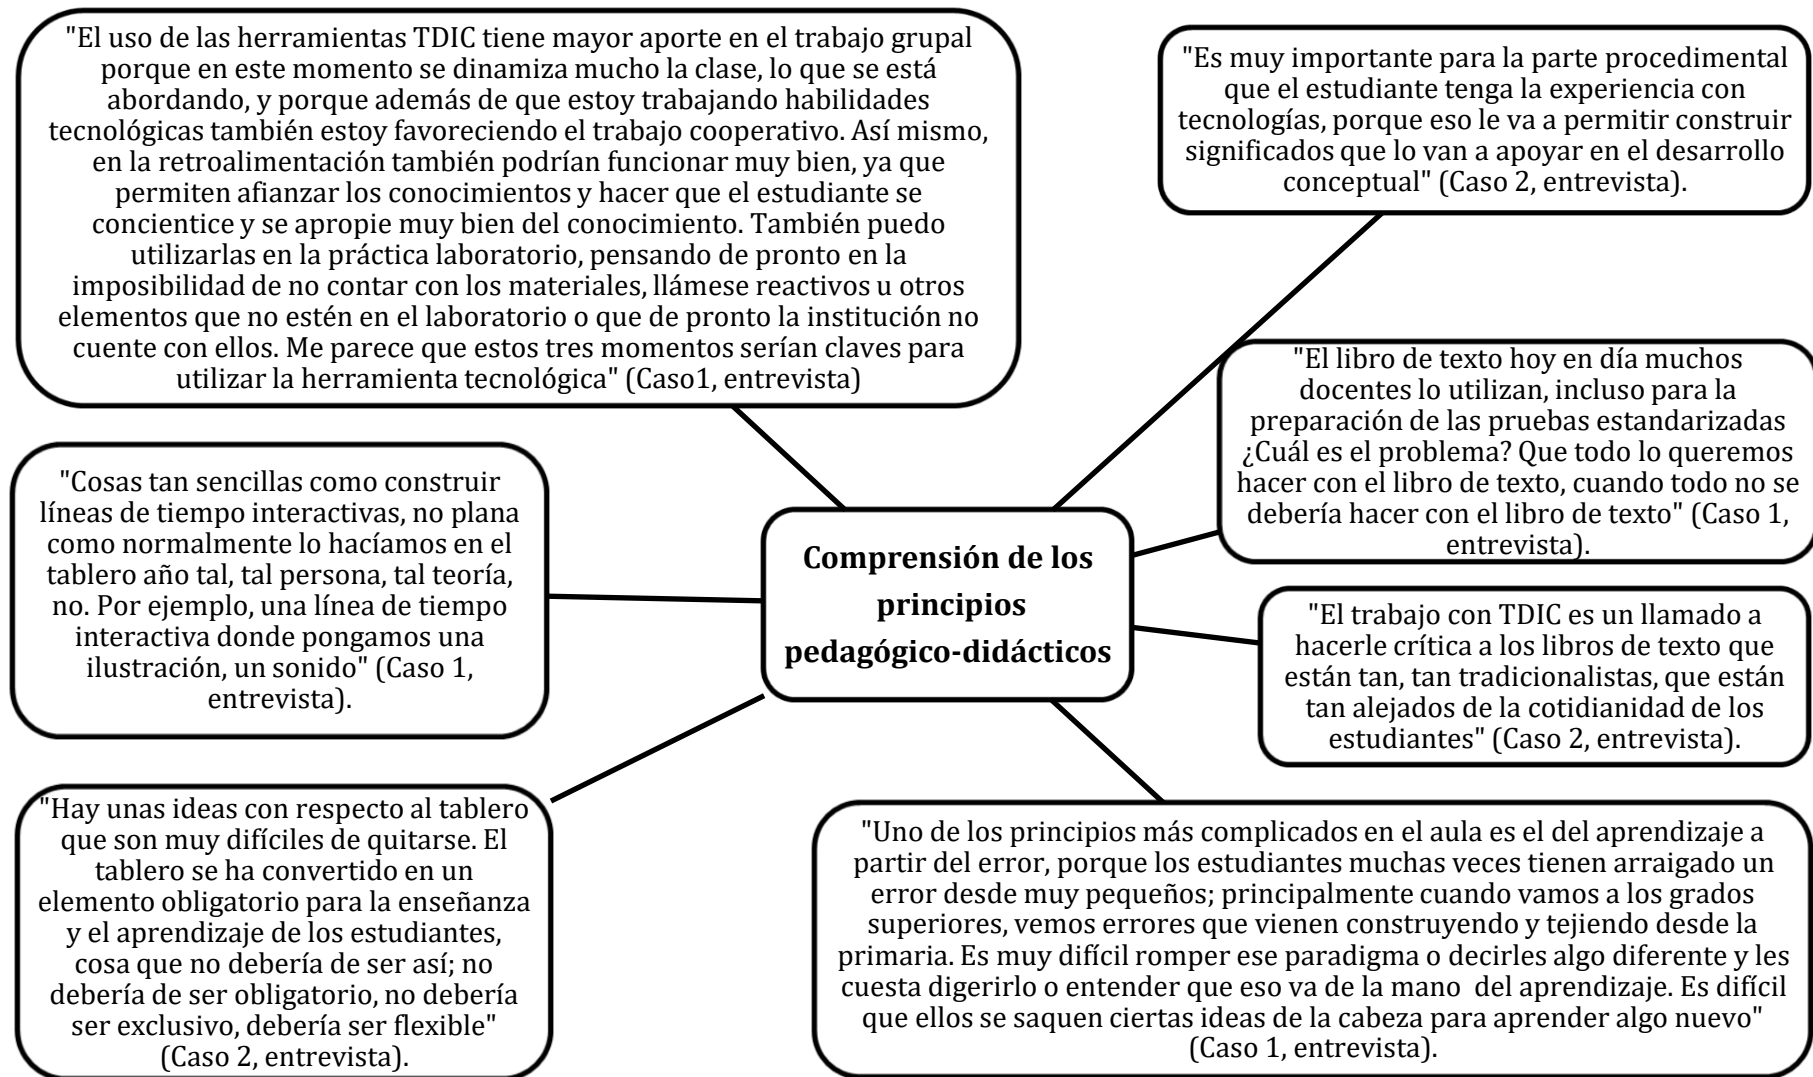 "El uso de las herramientas TDIC tiene mayor aporte en el trabajo grupal
porque en este momento se dinamiza mucho la clase, lo que se está
abordando, y porque además de que estoy trabajando habilidades
tecnológicas también estoy favoreciendo el trabajo cooperativo. Así mismo,
en la retroalimentación también podrían funcionar muy bien, ya que
permiten afianzar los conocimientos y hacer que el estudiante se
concientice y se apropie muy bien del conocimiento. También puedo
utilizarlas en la práctica laboratorio, pensando de pronto en la
imposibilidad de no contar con los materiales, llámese reactivos u otros
elementos que no estén en el laboratorio o que de pronto la institución no
cuente con ellos. Me parece que estos tres momentos serían claves para
utilizar la herramienta tecnológica" (Caso1, entrevista)
"Es muy importante para la parte procedimental
que el estudiante tenga la experiencia con
tecnologías, porque eso le va a permitir construir
significados que lo van a apoyar en el desarrollo
conceptual" (Caso 2, entrevista).
"El libro de texto hoy en día muchos
docentes lo utilizan, incluso para la
preparación de las pruebas estandarizadas
¿Cuál es el problema? Que todo lo queremos
hacer con el libro de texto, cuando todo no se
debería hacer con el libro de texto" (Caso 1,
entrevista).
"Cosas tan sencillas como construir
líneas de tiempo interactivas, no plana
como normalmente lo hacíamos en el
tablero año tal, tal persona, tal teoría,
no. Por ejemplo, una línea de tiempo
interactiva donde pongamos una
ilustración, un sonido" (Caso 1,
entrevista).
Comprensión de los
principios
pedagógico-didácticos
"El trabajo con TDIC es un llamado a
hacerle crítica a los libros de texto que
están tan, tan tradicionalistas, que están
tan alejados de la cotidianidad de los
estudiantes" (Caso 2, entrevista).
"Hay unas ideas con respecto al tablero
que son muy difíciles de quitarse. El
tablero se ha convertido en un
elemento obligatorio para la enseñanza
y el aprendizaje de los estudiantes,
cosa que no debería de ser así; no
debería de ser obligatorio, no debería
ser exclusivo, debería ser flexible"
(Caso 2, entrevista).
"Uno de los principios más complicados en el aula es el del aprendizaje a
partir del error, porque los estudiantes muchas veces tienen arraigado un
error desde muy pequeños; principalmente cuando vamos a los grados
superiores, vemos errores que vienen construyendo y tejiendo desde la
primaria. Es muy difícil romper ese paradigma o decirles algo diferente y les
cuesta digerirlo o entender que eso va de la mano  del aprendizaje. Es difícil
que ellos se saquen ciertas ideas de la cabeza para aprender algo nuevo"
(Caso 1, entrevista).